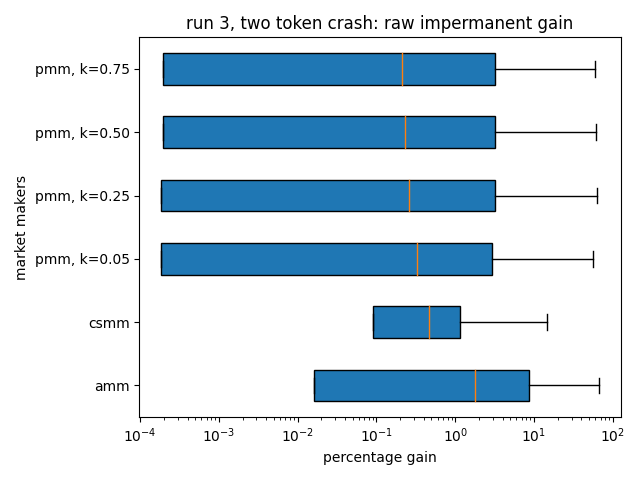 run 3, two token crash: raw impermanent gain
market makers
pmm, k=0.75
pmm, k=0.50
pmm, k=0.25
pmm, k=0.05
csmm
amm
10⁻⁴ 10⁻³ 10⁻² 10⁻¹ 10⁰ 10¹ 10²
percentage gain